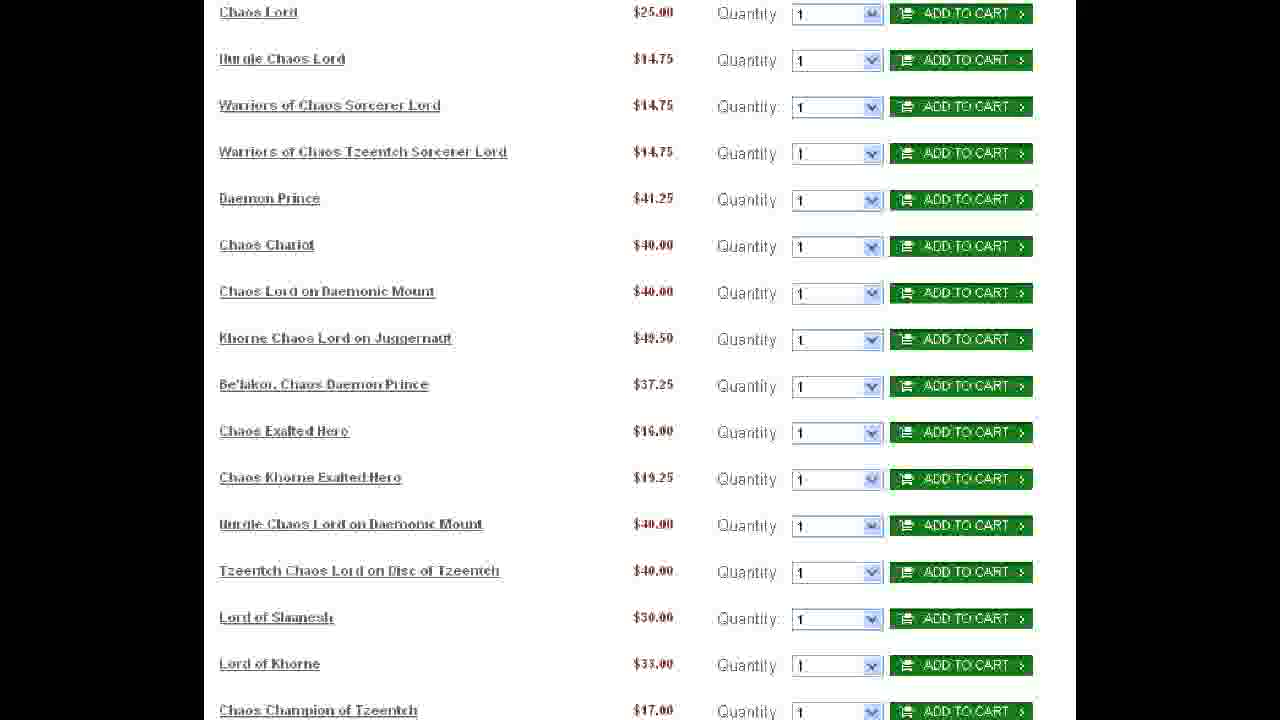 Chaos Lord $25.00 Quantity 1 ADD TO CART
Nurgle Chaos Lord $14.75 Quantity 1 ADD TO CART
Warriors of Chaos Sorcerer Lord $14.75 Quantity 1 ADD TO CART
Warriors of Chaos Tzeentch Sorcerer Lord $14.75 Quantity 1 ADD TO CART
Daemon Prince $41.25 Quantity 1 ADD TO CART
Chaos Chariot $40.00 Quantity 1 ADD TO CART
Chaos Lord on Daemonic Mount $40.00 Quantity 1 ADD TO CART
Khorne Chaos Lord on Juggernaut $49.50 Quantity 1 ADD TO CART
Be'lakor, Chaos Daemon Prince $37.25 Quantity 1 ADD TO CART
Chaos Exalted Hero $16.00 Quantity 1 ADD TO CART
Chaos Khorne Exalted Hero $19.25 Quantity 1 ADD TO CART
Nurgle Chaos Lord on Daemonic Mount $40.00 Quantity 1 ADD TO CART
Tzeentch Chaos Lord on Disc of Tzeentch $40.00 Quantity 1 ADD TO CART
Lord of Slaanesh $30.00 Quantity 1 ADD TO CART
Lord of Khorne $33.00 Quantity 1 ADD TO CART
Chaos Champion of Tzeentch $17.00 Quantity 1 ADD TO CART